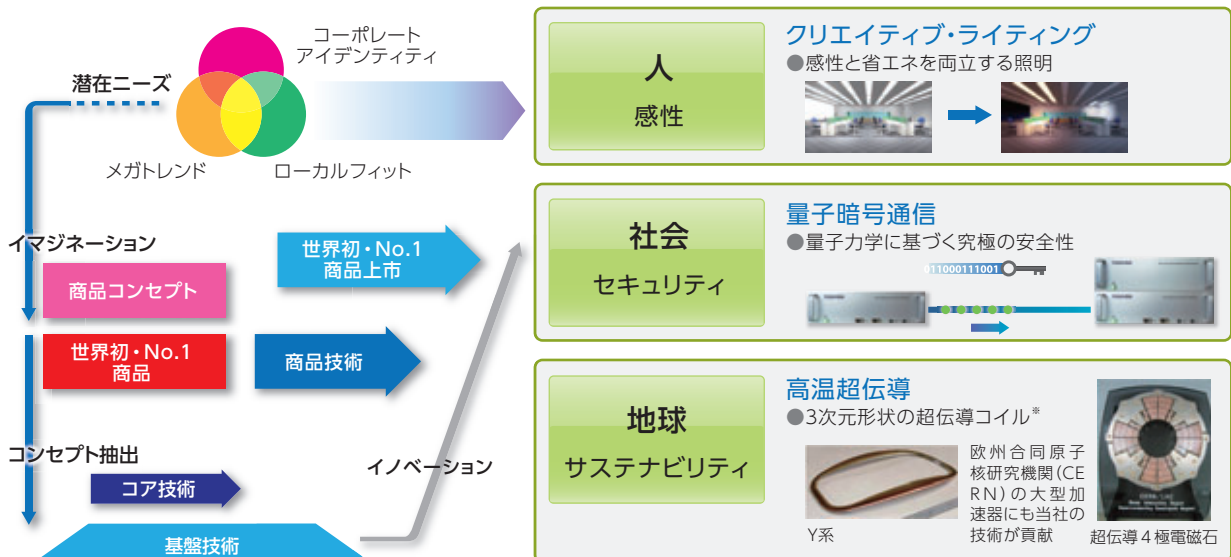 コーポレート
アイデンティティ
潜在ニーズ
メガトレンド
ローカルフィット
イマジネーション
商品コンセプト
世界初・No.1
商品上市
世界初・No.1
商品
商品技術
コンセプト抽出
コア技術
イノベーション
基盤技術
人
感性
クリエイティブ・ライティング
●感性と省エネを両立する照明
社会
セキュリティ
量子暗号通信
●量子力学に基づく究極の安全性
011000111001
地球
サステナビリティ
高温超伝導
●3次元形状の超伝導コイル※
Y系
欧州合同原子
核研究機関(CE
RN)の大型加
速器にも当社の
技術が貢献
超伝導4極電磁石